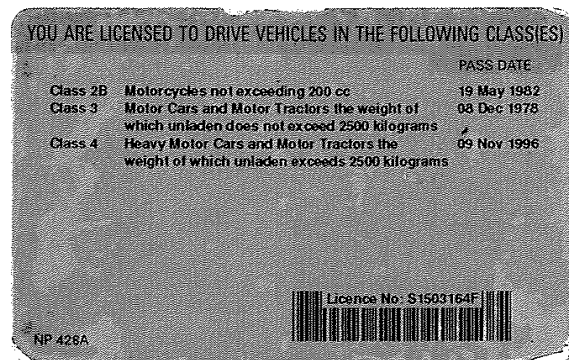 YOU ARE LICENSED TO DRIVE VEHICLES IN THE FOLLOWING CLASS(ES)
PASS DATE
Class 2B Motorcycles not exceeding 200 cc 19 May 1982
Class 3 Motor Cars and Motor Tractors the weight of 08 Dec 1978
which unladen does not exceed 2500 kilograms
Class 4 Heavy Motor Cars and Motor Tractors the 09 Nov 1996
weight of which unladen exceeds 2500 kilograms
Licence No: S1503164F
NP 428A